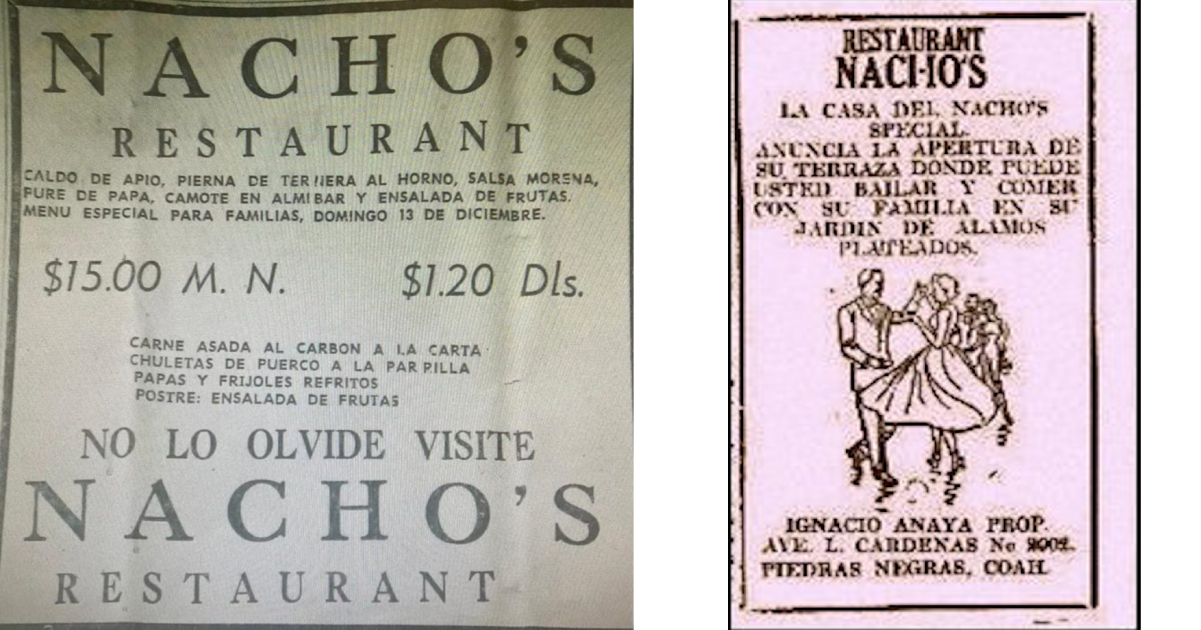 NACHO'S
RESTAURANT
CALDO DE APIO, PIERNA DE TERNERA AL HORNO, SALSA MORENA,
PURE DE PAPA, CAMOTE EN ALMIBAR Y ENSALADA DE FRUTAS.
MENU ESPECIAL PARA FAMILIAS, DOMINGO 13 DE DICIEMBRE.
$15.00 M. N. $1.20 Dls.
CARNE ASADA AL CARBON A LA CARTA
CHULETAS DE PUERCO A LA PARRILLA
PAPAS Y FRIJOLES REFRITOS
POSTRE: ENSALADA DE FRUTAS
NO LO OLVIDE VISITE
NACHO'S
RESTAURANT
RESTAURANT
NACHO'S
LA CASA DEL NACHO'S
SPECIAL.
ANUNCIA LA APERTURA DE
SU TERRAZA DONDE PUEDE
USTED BAILAR Y COMER
CON SU FAMILIA EN SU
JARDIN DE ALAMOS
PLATEADOS.
IGNACIO ANAYA PROP.
AVE. L. CARDENAS No
PIEDRAS NEGRAS, COAH.